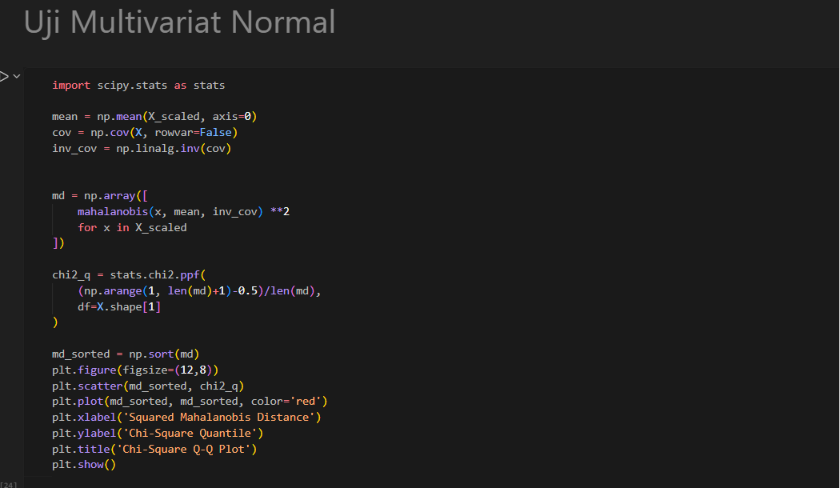 Uji Multivariat Normal
import scipy.stats as stats
mean = np.mean(X_scaled, axis=0)
cov = np.cov(X, rowvar=False)
inv_cov = np.linalg.inv(cov)
md = np.array([
mahalanobis(x, mean, inv_cov) **2
for x in X_scaled
])
chi2_q = stats.chi2.ppf(
(np.arange(1, len(md)+1)-0.5)/len(md),
df=X.shape[1]
)
md_sorted = np.sort(md)
plt.figure(figsize=(12,8))
plt.scatter(md_sorted, chi2_q)
plt.plot(md_sorted, md_sorted, color='red')
plt.xlabel('Squared Mahalanobis Distance')
plt.ylabel('Chi-Square Quantile')
plt.title('Chi-Square Q-Q Plot')
plt.show()
[24]